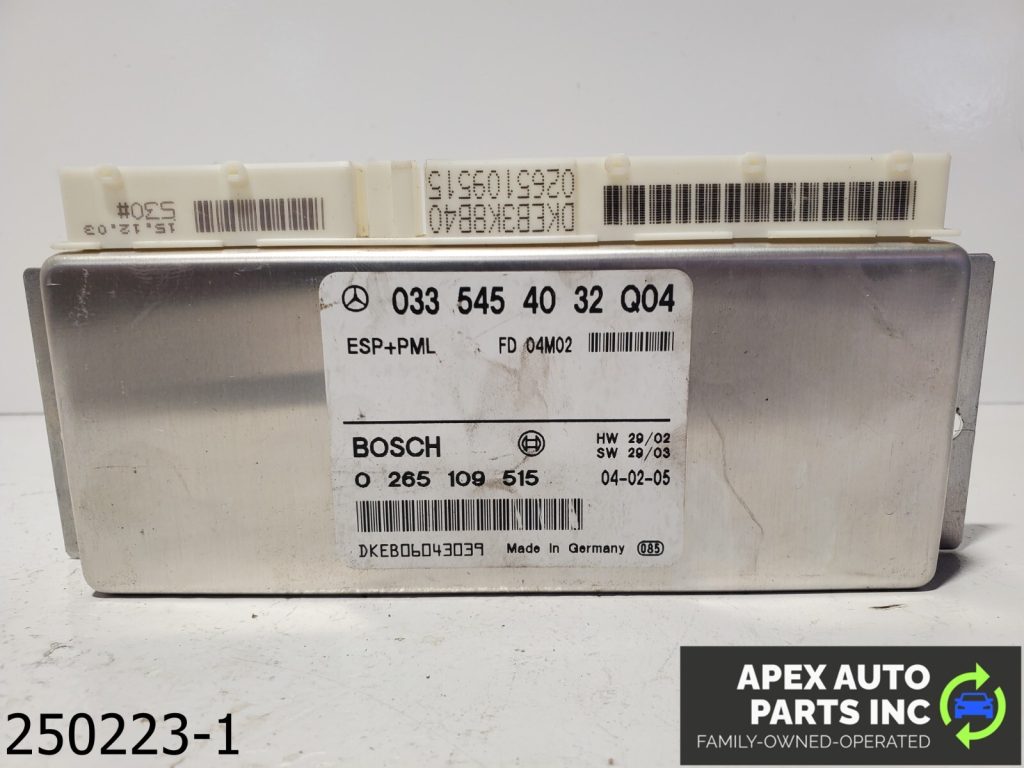 15.12.03
530#
DKEB3K8B40
0265109515
033 545 40 32 Q04
ESP+PML FD 04M02
BOSCH HW 29/02
SW 29/03
0 265 109 515 04-02-05
DKEB06043039 Made in Germany 085
250223-1
APEX AUTO
PARTS INC
FAMILY-OWNED-OPERATED